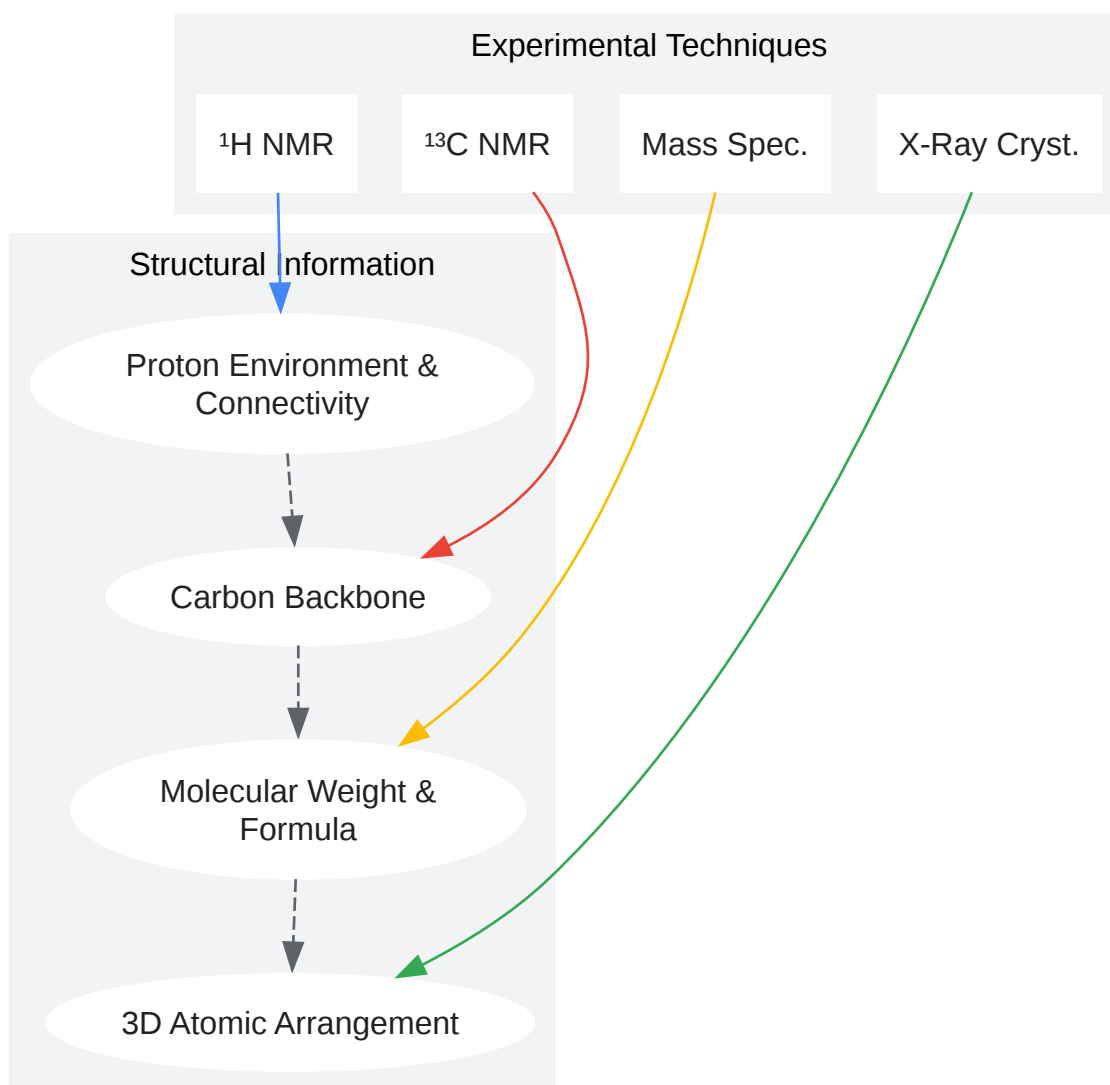 Experimental Techniques
¹H NMR
¹³C NMR
Mass Spec.
X-Ray Cryst.
Structural Information
Proton Environment &
Connectivity
Carbon Backbone
Molecular Weight &
Formula
3D Atomic Arrangement